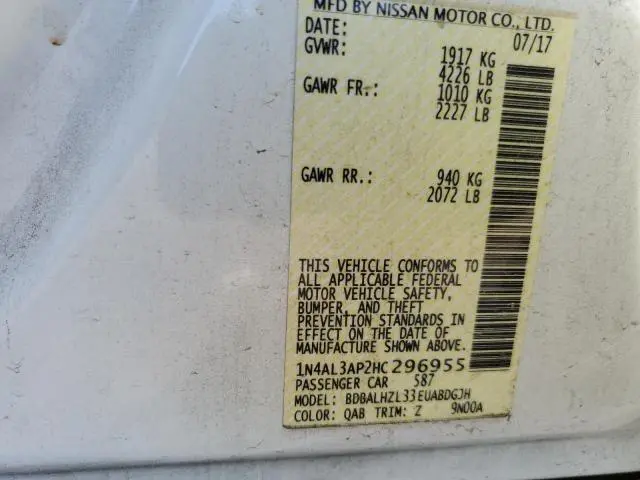 MFD BY NISSAN MOTOR CO., LTD.
DATE: 07/17
GVWR: 1917 KG
4226 LB
GAWR FR.: 1010 KG
2227 LB
GAWR RR.: 940 KG
2072 LB
THIS VEHICLE CONFORMS TO
ALL APPLICABLE FEDERAL
MOTOR VEHICLE SAFETY,
BUMPER, AND THEFT
PREVENTION STANDARDS IN
EFFECT ON THE DATE OF
MANUFACTURE SHOWN ABOVE.
1N4AL3AP2HC296955
PASSENGER CAR 587
MODEL: BDBALHZL33EUABDGJH
COLOR: QAB TRIM: Z 9N00A